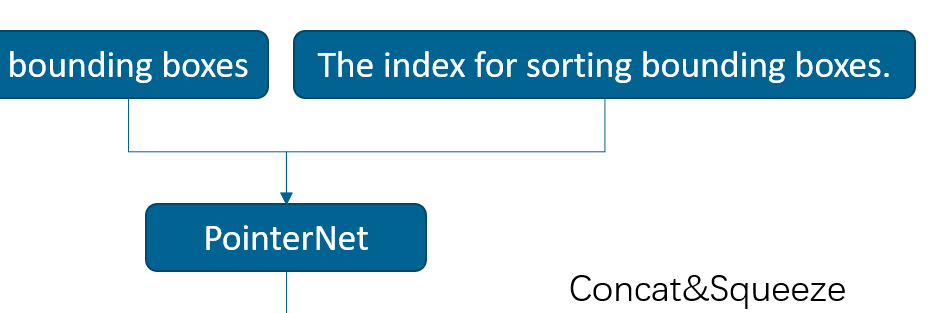 bounding boxes
The index for sorting bounding boxes.
PointerNet
Concat&Squeeze